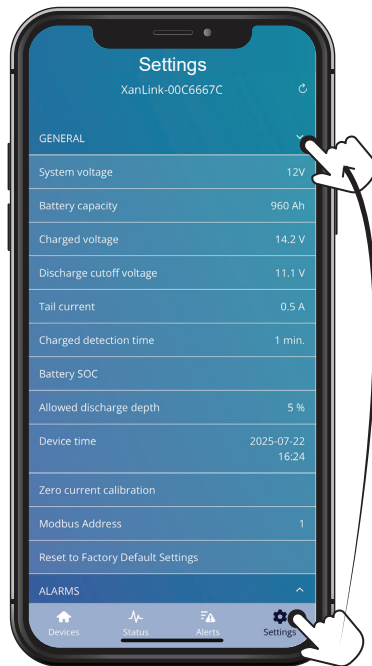 Settings
XanLink-00C6667C
GENERAL
System voltage 12V
Battery capacity 960 Ah
Charged voltage 14.2 V
Discharge cutoff voltage 11.1 V
Tail current 0.5 A
Charged detection time 1 min.
Battery SOC
Allowed discharge depth 5 %
Device time 2025-07-22
16:24
Zero current calibration
Modbus Address 1
Reset to Factory Default Settings
ALARMS
Devices Status Alerts Settings